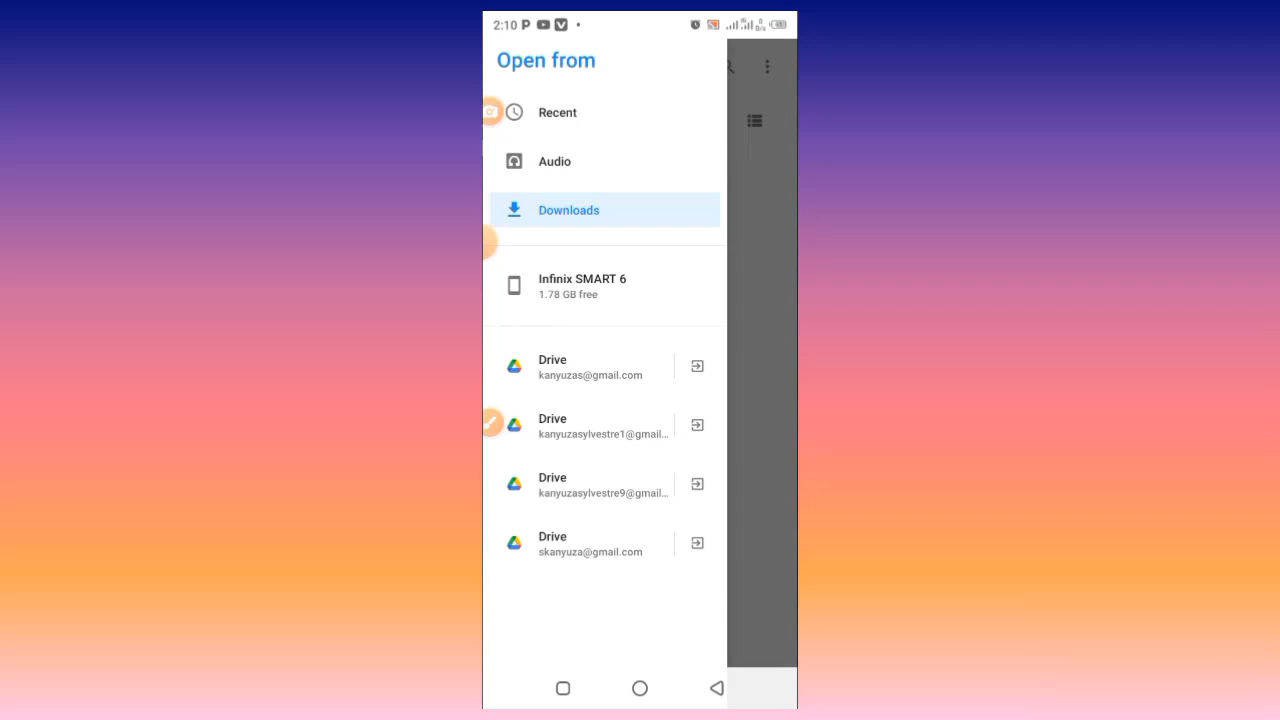 2:10
Open from
Recent
Audio
Downloads
Infinix SMART 6
1.78 GB free
Drive
kanyuzas@gmail.com
Drive
kanyuzasylvestre1@gmail...
Drive
kanyuzasylvestre9@gmail...
Drive
skanyuza@gmail.com